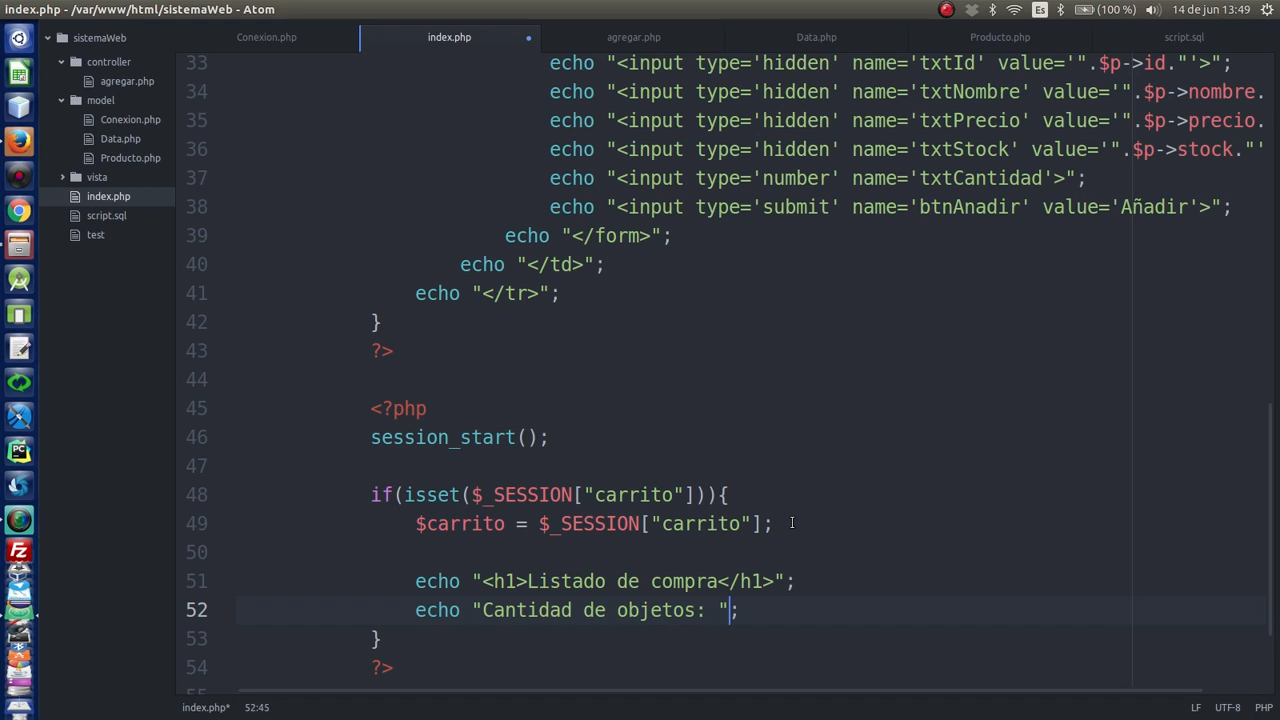 index.php - /var/www/html/sistemaWeb - Atom
Es
(100 %)
14 de jun 13:49
sistemaWeb
controller
agregar.php
model
Conexion.php
Data.php
Producto.php
vista
index.php
script.sql
test
Conexion.php index.php agregar.php Data.php Producto.php script.sql
33 echo "<input type='hidden' name='txtId' value='".$p->id."'>";
34 echo "<input type='hidden' name='txtNombre' value='".$p->nombre.
35 echo "<input type='hidden' name='txtPrecio' value='".$p->precio.
36 echo "<input type='hidden' name='txtStock' value='".$p->stock."'
37 echo "<input type='number' name='txtCantidad'>";
38 echo "<input type='submit' name='btnAnadir' value='Añadir'>";
39 echo "</form>";
40 echo "</td>";
41 echo "</tr>";
42 }
43 ?>
44
45 <?php
46 session_start();
47
48 if(isset($_SESSION["carrito"])){
49 $carrito = $_SESSION["carrito"];
50
51 echo "<h1>Listado de compra</h1>";
52 echo "Cantidad de objetos: ";
53 }
54 ?>
index.php* 52:45
LF UTF-8 PHP